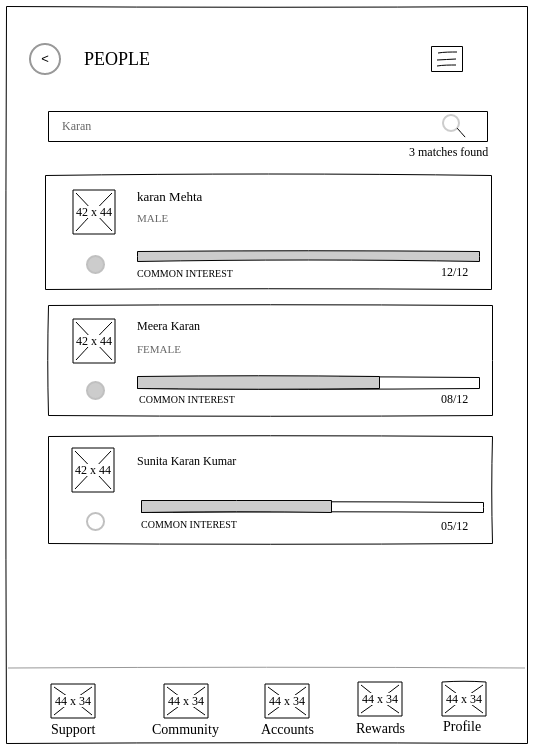 < PEOPLE
Karan
3 matches found
42 x 44
karan Mehta
MALE
COMMON INTEREST 12/12
Meera Karan
42 x 44
FEMALE
COMMON INTEREST 08/12
Sunita Karan Kumar
42 x 44
COMMON INTEREST 05/12
44 x 34 44 x 34 44 x 34 44 x 34 44 x 34
Support Community Accounts Rewards Profile